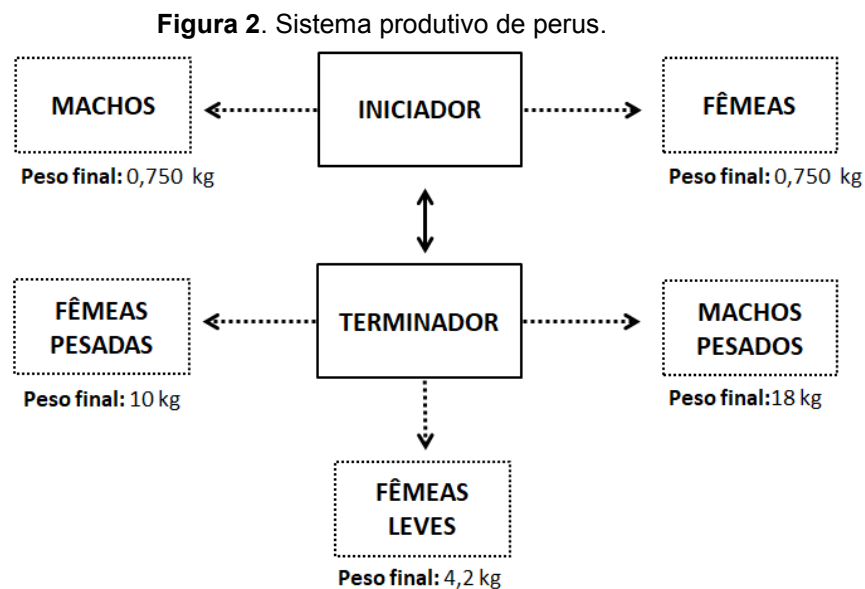 Figura 2. Sistema produtivo de perus.
MACHOS
INICIADOR
FÊMEAS
Peso final: 0,750 kg
Peso final: 0,750 kg
FÊMEAS
PESADAS
TERMINADOR
MACHOS
PESADOS
Peso final: 10 kg
Peso final:18 kg
FÊMEAS
LEVES
Peso final: 4,2 kg